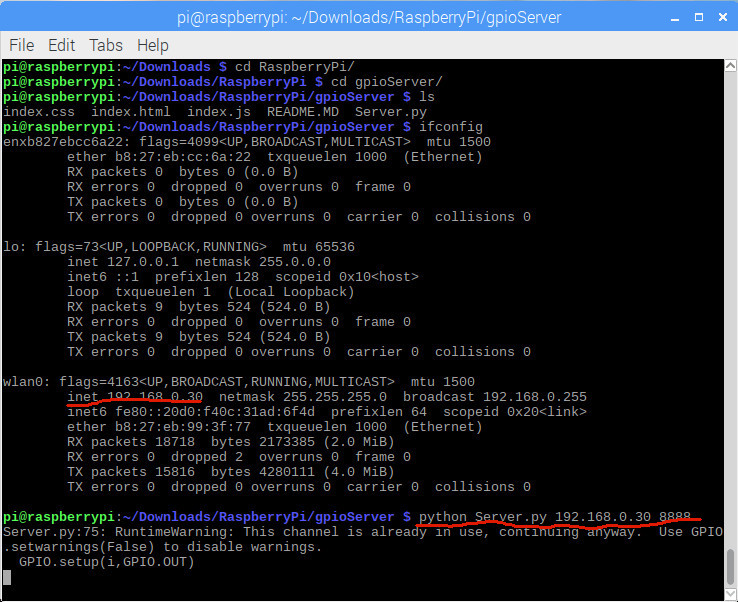 pi@raspberrypi: ~/Downloads/RaspberryPi/gpioServer
File Edit Tabs Help
pi@raspberrypi:~/Downloads $ cd RaspberryPi/
pi@raspberrypi:~/Downloads/RaspberryPi $ cd gpioServer/
pi@raspberrypi:~/Downloads/RaspberryPi/gpioServer $ ls
index.css  index.html  index.js  README.MD  Server.py
pi@raspberrypi:~/Downloads/RaspberryPi/gpioServer $ ifconfig
enxb827ebcc6a22: flags=4099<UP,BROADCAST,MULTICAST>  mtu 1500
        ether b8:27:eb:cc:6a:22  txqueuelen 1000  (Ethernet)
        RX packets 0  bytes 0 (0.0 B)
        RX errors 0  dropped 0  overruns 0  frame 0
        TX packets 0  bytes 0 (0.0 B)
        TX errors 0  dropped 0 overruns 0  carrier 0  collisions 0
lo: flags=73<UP,LOOPBACK,RUNNING>  mtu 65536
        inet 127.0.0.1  netmask 255.0.0.0
        inet6 ::1  prefixlen 128  scopeid 0x10<host>
        loop  txqueuelen 1  (Local Loopback)
        RX packets 9  bytes 524 (524.0 B)
        RX errors 0  dropped 0  overruns 0  frame 0
        TX packets 9  bytes 524 (524.0 B)
        TX errors 0  dropped 0 overruns 0  carrier 0  collisions 0
wlan0: flags=4163<UP,BROADCAST,RUNNING,MULTICAST>  mtu 1500
        inet 192.168.0.30  netmask 255.255.255.0  broadcast 192.168.0.255
        inet6 fe80::20d0:f40c:31ad:6f4d  prefixlen 64  scopeid 0x20<link>
        ether b8:27:eb:99:3f:77  txqueuelen 1000  (Ethernet)
        RX packets 18718  bytes 2173385 (2.0 MiB)
        RX errors 0  dropped 2  overruns 0  frame 0
        TX packets 15816  bytes 4280111 (4.0 MiB)
        TX errors 0  dropped 0 overruns 0  carrier 0  collisions 0
pi@raspberrypi:~/Downloads/RaspberryPi/gpioServer $ python Server.py 192.168.0.30 8888
Server.py:75: RuntimeWarning: This channel is already in use, continuing anyway.  Use GPIO
.setwarnings(False) to disable warnings.
  GPIO.setup(i,GPIO.OUT)